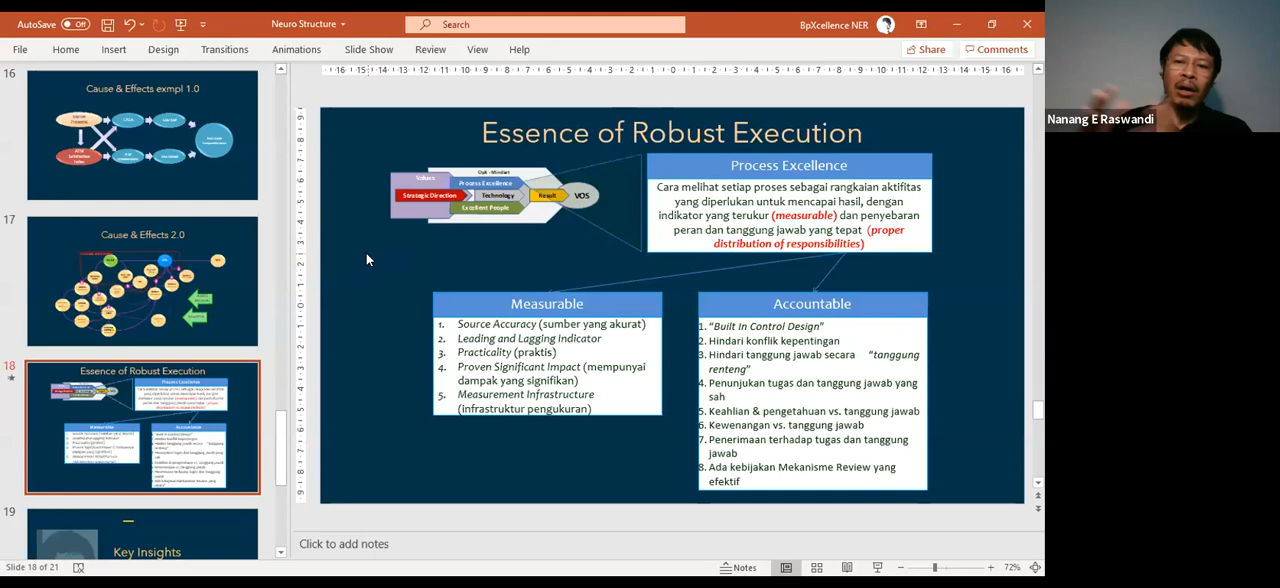 AutoSave Off
Neuro Structure
Search
BpXcellence NER
File Home Insert Design Transitions Animations Slide Show Review View Help
Share Comments
16
Cause & Effects exmpl 1.0
17
Cause & Effects 2.0
18
Essence of Robust Execution
19
Key Insights
Essence of Robust Execution
Values
Process Excellence
Strategic Direction
Technology
Result
VOS
Excellent People
Process Excellence
Cara melihat setiap proses sebagai rangkaian aktifitas
yang diperlukan untuk mencapai hasil, dengan
indikator yang terukur (measurable) dan penyebaran
peran dan tanggung jawab yang tepat (proper
distribution of responsibilities)
Measurable
1. Source Accuracy (sumber yang akurat)
2. Leading and Lagging Indicator
3. Practicality (praktis)
4. Proven Significant Impact (mempunyai
dampak yang signifikan)
5. Measurement Infrastructure
(infrastruktur pengukuran)
Accountable
1. “Built In Control Design”
2. Hindari konflik kepentingan
3. Hindari tanggung jawab secara “tanggung
renteng”
4. Penunjukan tugas dan tanggung jawab yang
sah
5. Keahlian & pengetahuan vs. tanggung jawab
6. Kewenangan vs. tanggung jawab
7. Penerimaan terhadap tugas dan tanggung
jawab
8. Ada kebijakan Mekanisme Review yang
efektif
Click to add notes
Slide 18 of 21
Notes
72%
Nanang E Raswandi